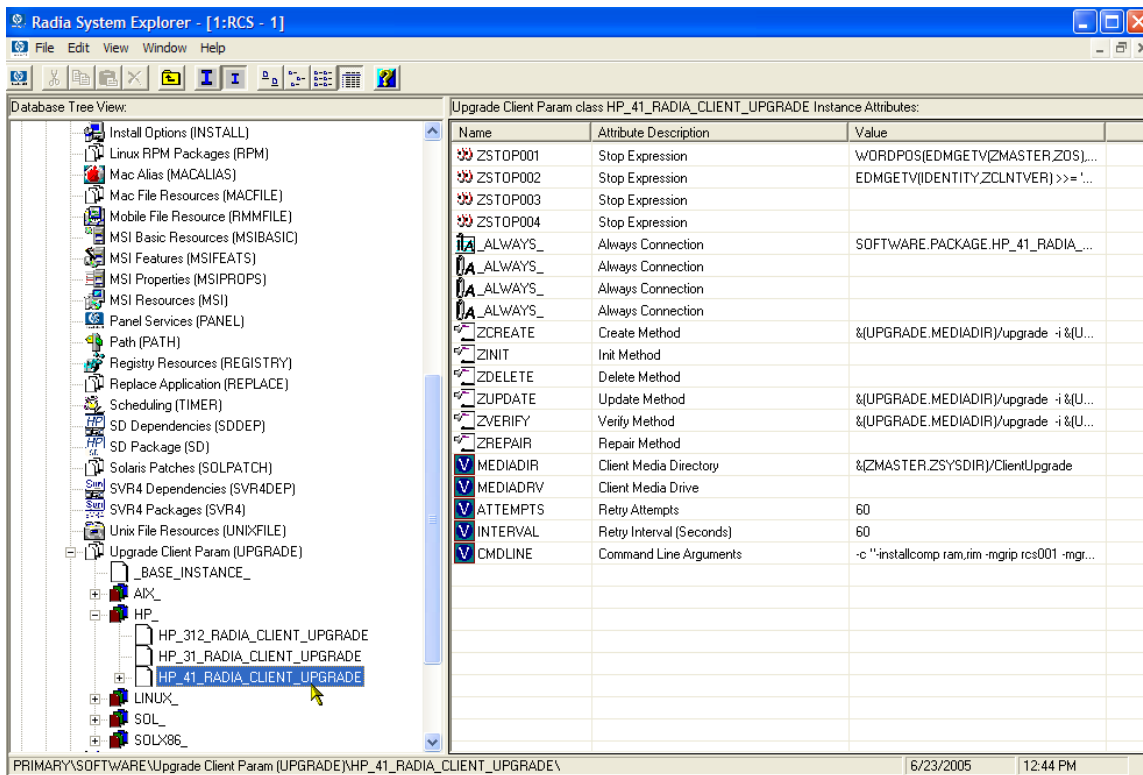 Radia System Explorer - [1:RCS - 1]
File Edit View Window Help
Database Tree View:
Install Options (INSTALL)
Linux RPM Packages (RPM)
Mac Alias (MACALIAS)
Mac File Resources (MACFILE)
Mobile File Resource (RMMFILE)
MSI Basic Resources (MSIBASIC)
MSI Features (MSIFEATS)
MSI Properties (MSIPROPS)
MSI Resources (MSI)
Panel Services (PANEL)
Path (PATH)
Registry Resources (REGISTRY)
Replace Application (REPLACE)
Scheduling (TIMER)
SD Dependencies (SDDEP)
SD Package (SD)
Solaris Patches (SOLPATCH)
SVR4 Dependencies (SVR4DEP)
SVR4 Packages (SVR4)
Unix File Resources (UNIXFILE)
Upgrade Client Param (UPGRADE)
_BASE_INSTANCE_
AIX_
HP_
HP_312_RADIA_CLIENT_UPGRADE
HP_31_RADIA_CLIENT_UPGRADE
HP_41_RADIA_CLIENT_UPGRADE
LINUX_
SOL_
SOLX86_
Upgrade Client Param class HP_41_RADIA_CLIENT_UPGRADE Instance Attributes:
Name Attribute Description Value
ZSTOP001 Stop Expression WORDPOS(EDMGETV(ZMASTER,ZOS),...
ZSTOP002 Stop Expression EDMGETV(IDENTITY,ZCLNTVER) >>= '...
ZSTOP003 Stop Expression
ZSTOP004 Stop Expression
_ALWAYS_ Always Connection SOFTWARE.PACKAGE.HP_41_RADIA_...
_ALWAYS_ Always Connection
_ALWAYS_ Always Connection
_ALWAYS_ Always Connection
ZCREATE Create Method &(UPGRADE.MEDIADIR)/upgrade -i &(U...
ZINIT Init Method
ZDELETE Delete Method
ZUPDATE Update Method &(UPGRADE.MEDIADIR)/upgrade -i &(U...
ZVERIFY Verify Method &(UPGRADE.MEDIADIR)/upgrade -i &(U...
ZREPAIR Repair Method
MEDIADIR Client Media Directory &(ZMASTER.ZSYSDIR)/ClientUpgrade
MEDIADRV Client Media Drive
ATTEMPTS Retry Attempts 60
INTERVAL Retry Interval (Seconds) 60
CMDLINE Command Line Arguments -c "-installcomp ram,rim -mgrip rcs001 -mgr...
PRIMARY\SOFTWARE\Upgrade Client Param (UPGRADE)\HP_41_RADIA_CLIENT_UPGRADE\ 6/23/2005 12:44 PM